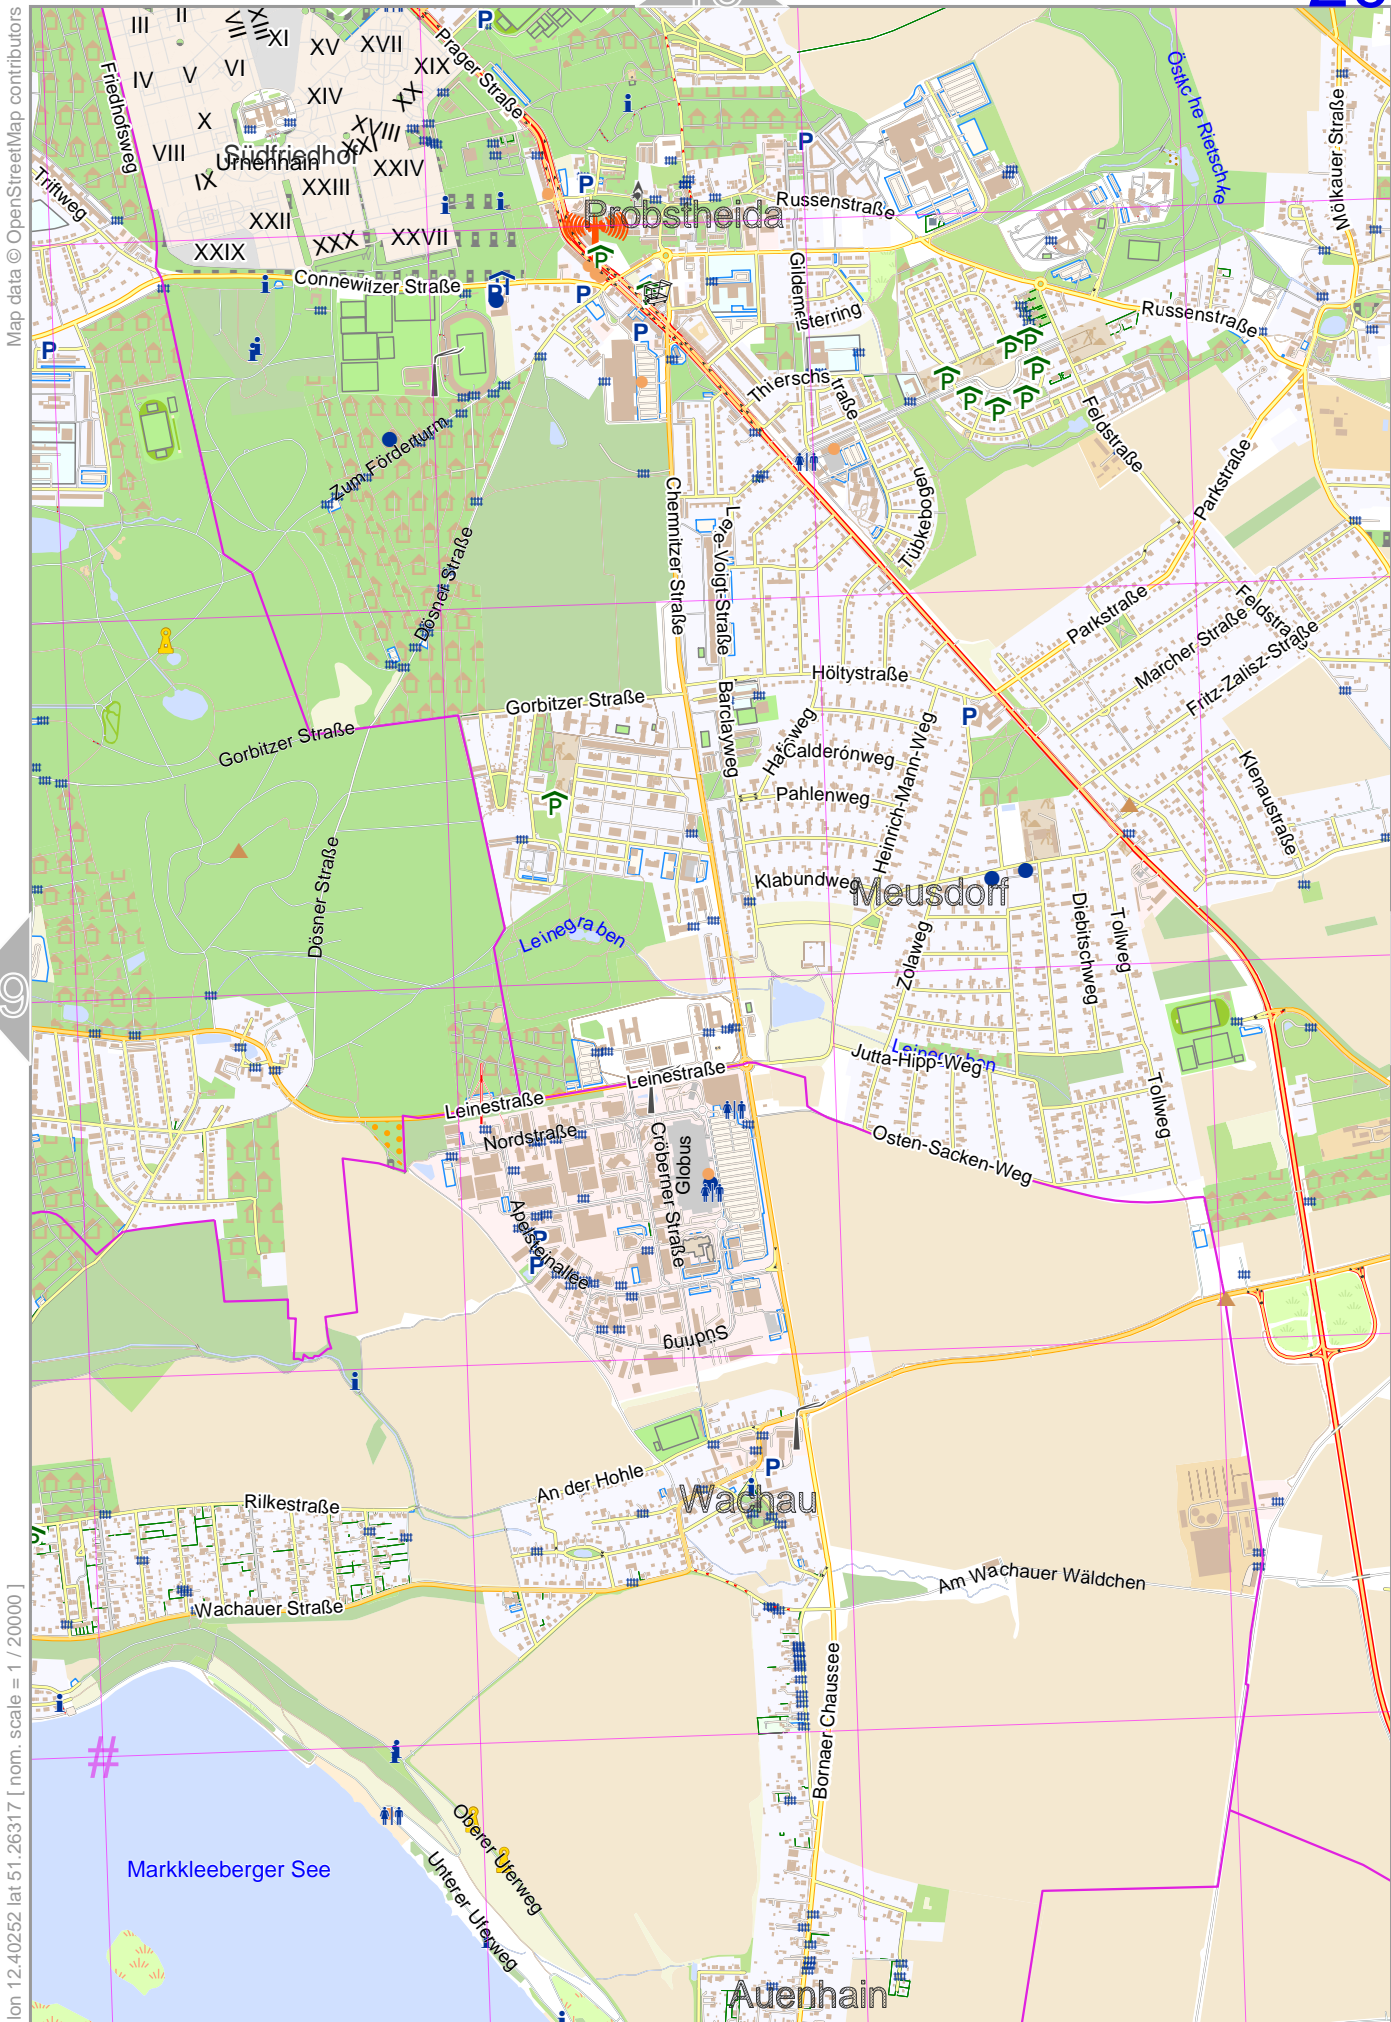 Map data © OpenStreetMap contributors
lon 12.40252 lat 51.26317 [ nom. scale = 1 / 20000 ]
9
III
II
VII
XIII
XI
XV
XVII
XIX
IV
V
VI
XIV
XX
X
XVIII
XXI
VIII
Südfriedhof
Urnenhain
XXIV
IX
XXIII
XXII
XXX
XXVII
XXIX
Friedhofsweg
Triftweg
Prager Straße
Probstheida
Russenstraße
Östliche Rietschke
Mölkauer Straße
Connewitzer Straße
Gildemeisterring
Russenstraße
Thierschstraße
Feldstraße
Parkstraße
Zum Förderturm
Tübkebogen
Chemnitzer Straße
Lene-Voigt-Straße
Dösner Straße
Parkstraße
Feldstraße
Marcher Straße
Fritz-Zalisz-Straße
Höltystraße
Gorbitzer Straße
Gorbitzer Straße
Barclayweg
Hafisweg
Calderónweg
Pahlenweg
Heinrich-Mann-Weg
Klenaustraße
Klabundweg
Meusdorf
Dösner Straße
Leinegraben
Zolaweg
Diebitschweg
Tollweg
Leinegraben
Jutta-Hipp-Weg
Tollweg
Leinestraße
Leinestraße
Nordstraße
Cröberner Straße
Globus
Osten-Sacken-Weg
Apelsteinallee
Südring
An der Hohle
Rilkestraße
Wachau
Am Wachauer Wäldchen
Wachauer Straße
Bornaer Chaussee
#
Markkleeberger See
Oberer Uferweg
Unterer Uferweg
Auenhain